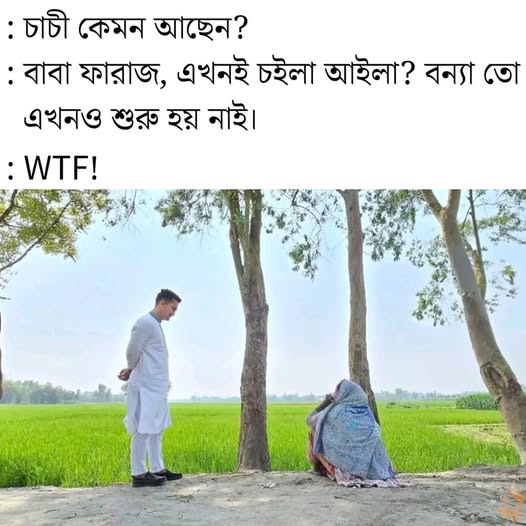 : চাচী কেমন আছেন?
: বাবা ফারাজ, এখনই চইলা আইলা? বন্যা তো
এখনও শুরু হয় নাই।
: WTF!